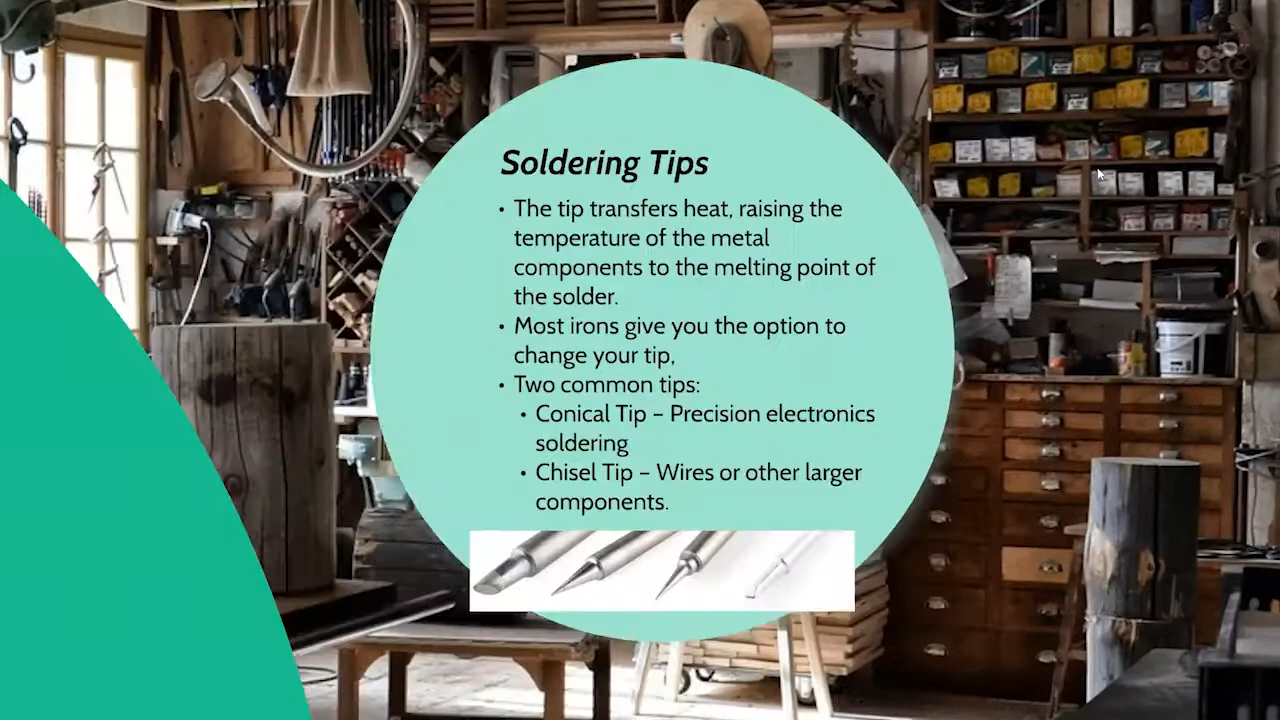 Soldering Tips
• The tip transfers heat, raising the
temperature of the metal
components to the melting point of
the solder.
• Most irons give you the option to
change your tip,
• Two common tips:
• Conical Tip – Precision electronics
soldering
• Chisel Tip – Wires or other larger
components.